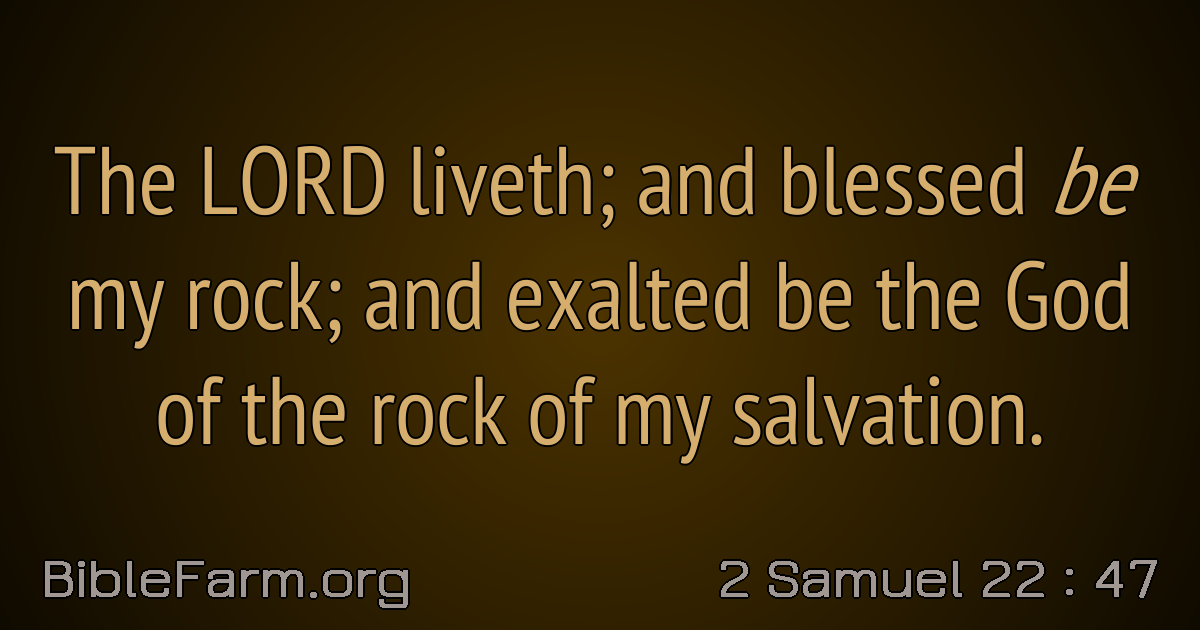 The LORD liveth; and blessed be
my rock; and exalted be the God
of the rock of my salvation.
BibleFarm.org
2 Samuel 22 : 47